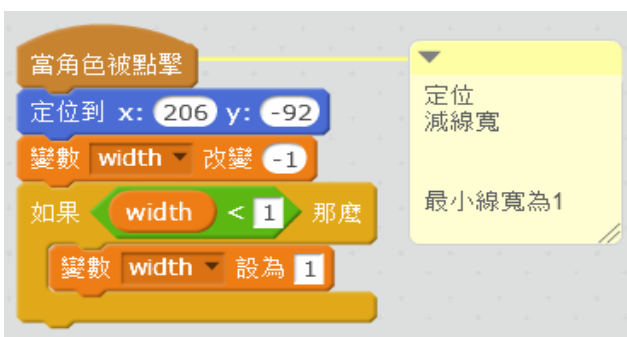 當角色被點擊
定位到 x: 206 y: -92
變數 width 改變 -1
如果 width < 1 那麼
變數 width 設為 1
定位
減線寬
最小線寬為1